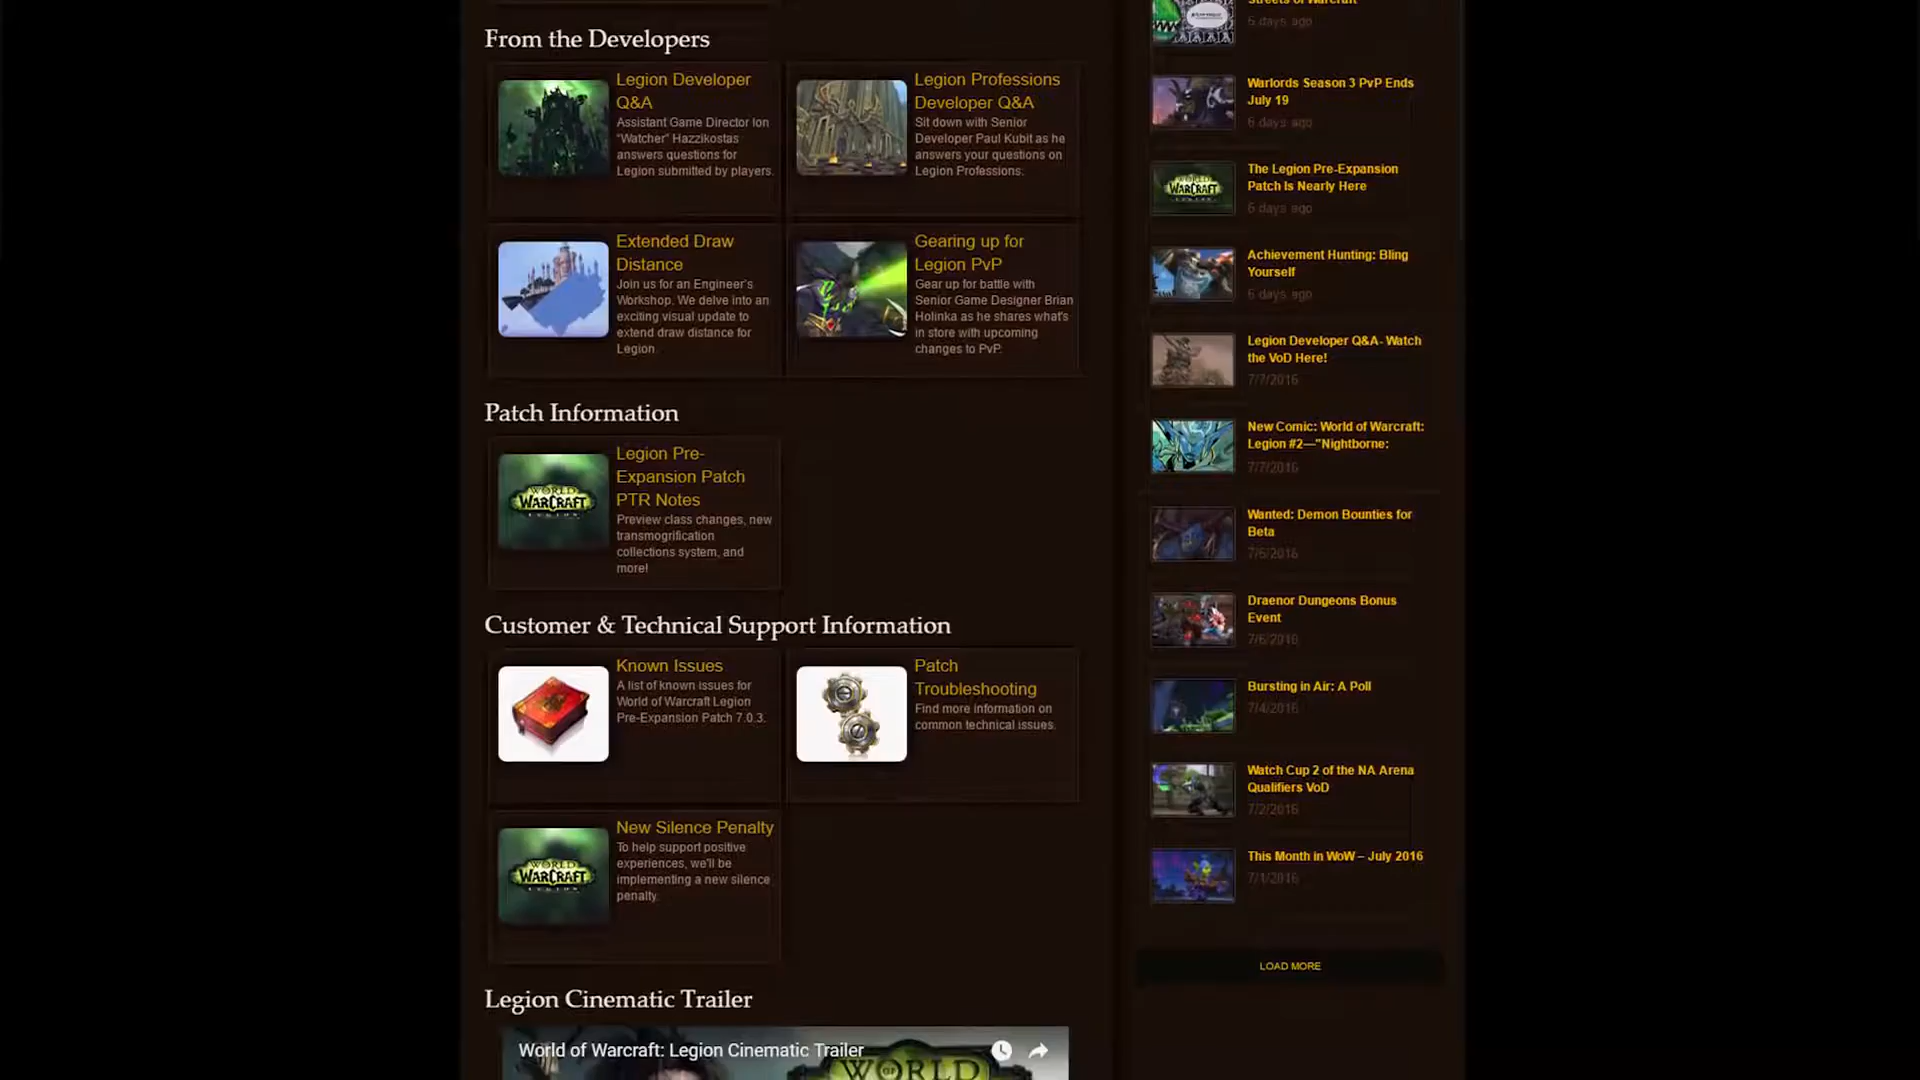 From the Developers
Legion Developer
Q&A
Assistant Game Director Ion
"Watcher" Hazzikostas
answers questions for
Legion submitted by players.
Legion Professions
Developer Q&A
Sit down with Senior
Developer Paul Kubit as he
answers your questions on
Legion Professions.
Extended Draw
Distance
Join us for an Engineer's
Workshop. We delve into an
exciting visual update to
extend draw distance for
Legion.
Gearing up for
Legion PvP
Gear up for battle with
Senior Game Designer Brian
Holinka as he shares what's
in store with upcoming
changes to PvP.
Patch Information
WORLD
WARCRAFT
LEGION
Legion Pre-
Expansion Patch
PTR Notes
Preview class changes, new
transmogrification
collections system, and
more!
Customer & Technical Support Information
Known Issues
A list of known issues for
World of Warcraft Legion
Pre-Expansion Patch 7.0.3.
Patch
Troubleshooting
Find more information on
common technical issues.
WORLD
WARCRAFT
LEGION
New Silence Penalty
To help support positive
experiences, we'll be
implementing a new silence
penalty.
Legion Cinematic Trailer
World of Warcraft: Legion Cinematic Trailer
WORLD
OF
Streets of Warcraft
6 days ago
Warlords Season 3 PvP Ends
July 19
6 days ago
WARCRAFT
The Legion Pre-Expansion
Patch Is Nearly Here
6 days ago
Achievement Hunting: Bling
Yourself
6 days ago
Legion Developer Q&A- Watch
the VoD Here!
7/7/2016
New Comic: World of Warcraft:
Legion #2—"Nightborne:
7/7/2016
Wanted: Demon Bounties for
Beta
Draenor Dungeons Bonus
Event
Bursting in Air: A Poll
7/4/2016
Watch Cup 2 of the NA Arena
Qualifiers VoD
7/2/2016
This Month in WoW – July 2016
7/1/2016
LOAD MORE